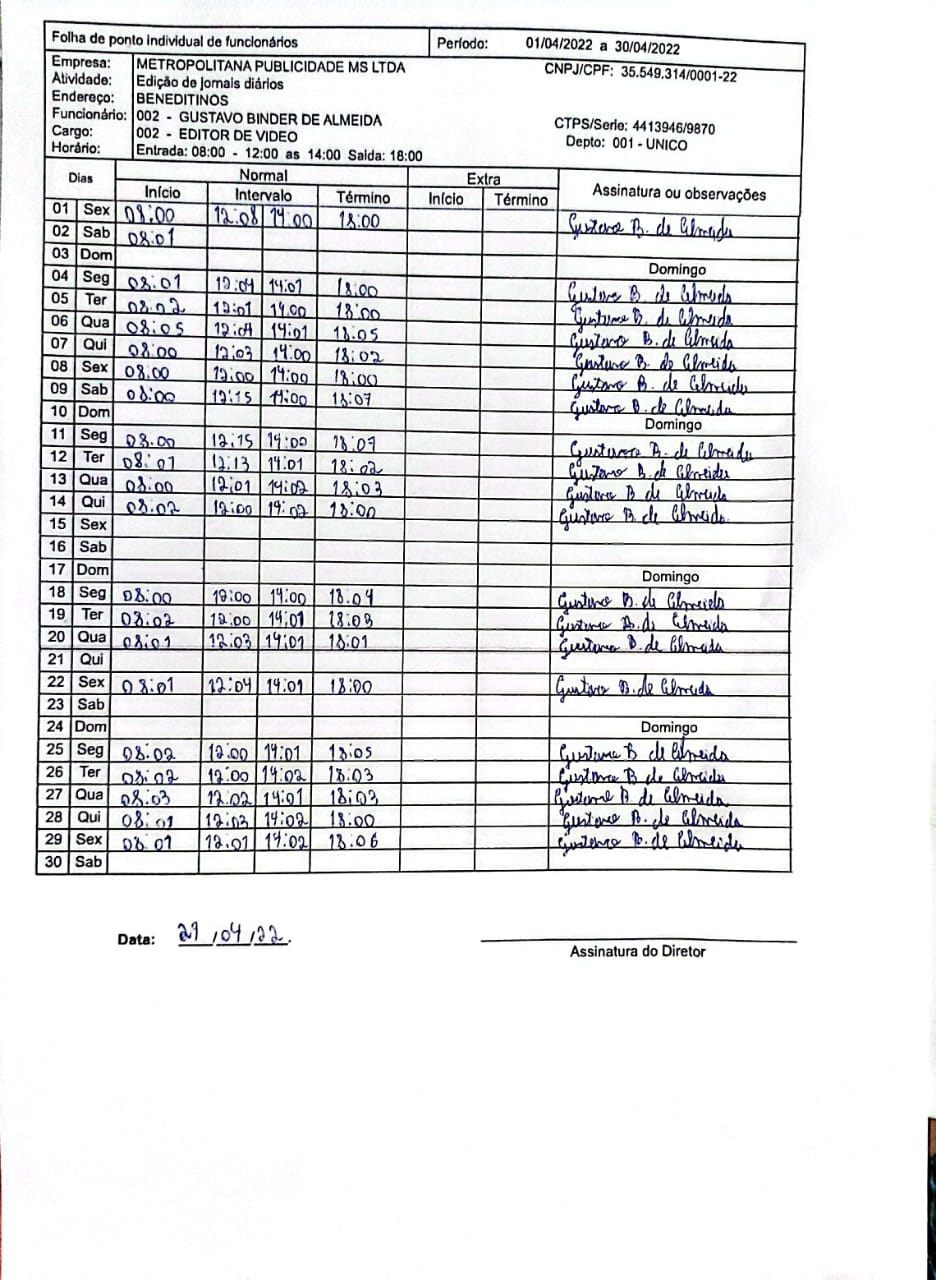 Folha de ponto individual de funcionários Período: 01/04/2022 a 30/04/2022
Empresa: METROPOLITANA PUBLICIDADE MS LTDA CNPJ/CPF: 35.549.314/0001-22
Atividade: Edição de jornais diários
Endereço: BENEDITINOS
Funcionário: 002 - GUSTAVO BINDER DE ALMEIDA CTPS/Serie: 4413946/9870
Cargo: 002 - EDITOR DE VIDEO Depto: 001 - UNICO
Horário: Entrada: 08:00 - 12:00 as 14:00 Saida: 18:00
Dias Normal Extra Assinatura ou observações
Início Intervalo Término Início Término
01 Sex 08:00 12:08 14:00 18:00 Gustavo B. de Almeida
02 Sab 08:01
03 Dom Domingo
04 Seg 08:01 12:04 14:01 18:00 Gustavo B. de Almeida
05 Ter 08:02 12:01 14:00 18:00 Gustavo B. de Almeida
06 Qua 08:05 12:04 14:01 18:05 Gustavo B. de Almeida
07 Qui 08:00 12:03 14:00 18:02 Gustavo B. de Almeida
08 Sex 08:00 12:00 14:00 18:00 Gustavo B. de Almeida
09 Sab 08:00 12:15 14:00 18:07 Gustavo B. de Almeida
10 Dom Domingo
11 Seg 08:00 12:15 14:00 18:07 Gustavo B. de Almeida
12 Ter 08:01 12:13 14:01 18:02 Gustavo B. de Almeida
13 Qua 08:00 12:01 14:02 18:03 Gustavo B de Almeida
14 Qui 08:02 12:00 14:02 18:00 Gustavo B. de Almeida.
15 Sex
16 Sab
17 Dom Domingo
18 Seg 08:00 12:00 14:00 18:04 Gustavo B. de Almeida
19 Ter 08:02 12:00 14:01 18:03 Gustavo B. de Almeida
20 Qua 08:01 12:03 14:01 18:01 Gustavo B. de Almeida
21 Qui
22 Sex 08:01 12:04 14:01 18:00 Gustavo B. de Almeida
23 Sab
24 Dom Domingo
25 Seg 08:02 12:00 14:01 18:05 Gustavo B de Almeida
26 Ter 08:02 12:00 14:02 18:03 Gustavo B de Almeida
27 Qua 08:03 12:02 14:01 18:03 Gustavo B. de Almeida
28 Qui 08:01 12:03 14:02 18:00 Gustavo B. de Almeida
29 Sex 08:01 12:01 14:02 18:06 Gustavo B. de Almeida
30 Sab
Data: 29/04/22.
Assinatura do Diretor